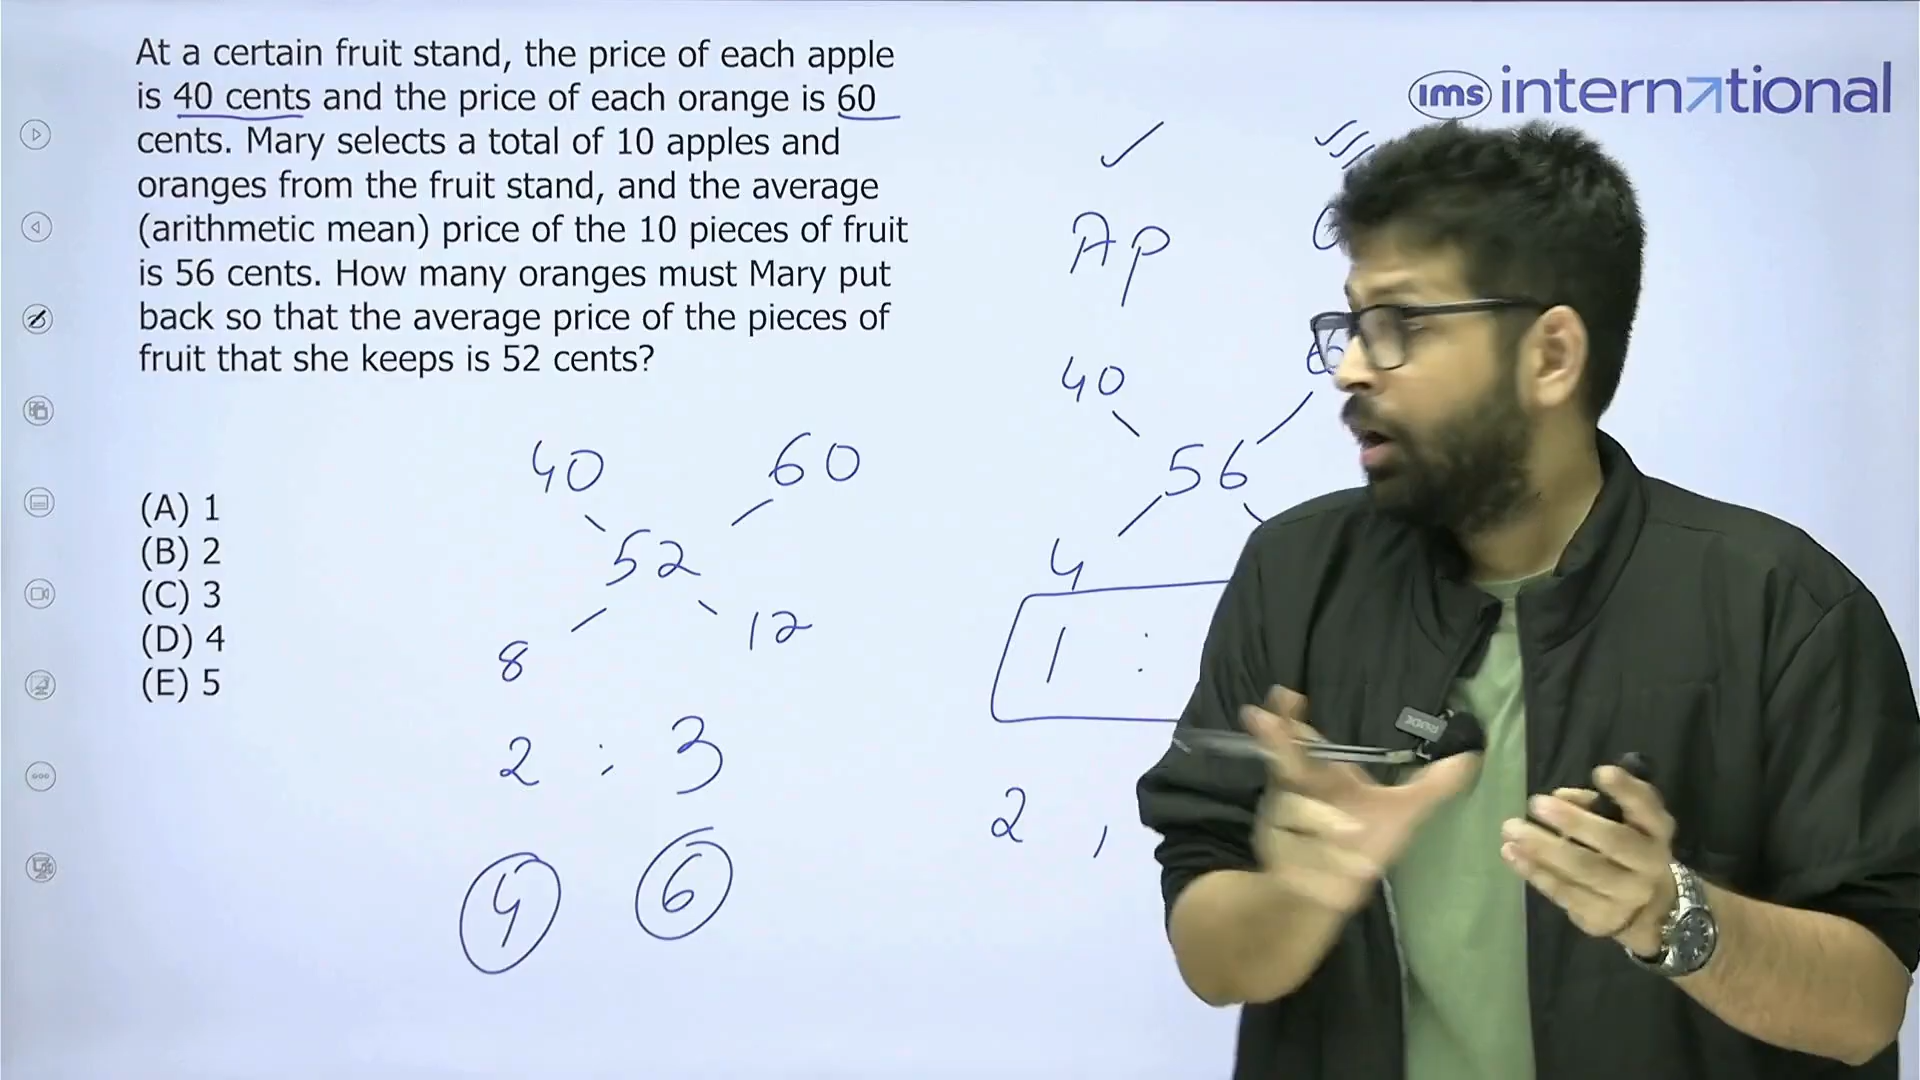 At a certain fruit stand, the price of each apple
is 40 cents and the price of each orange is 60
cents. Mary selects a total of 10 apples and
oranges from the fruit stand, and the average
(arithmetic mean) price of the 10 pieces of fruit
is 56 cents. How many oranges must Mary put
back so that the average price of the pieces of
fruit that she keeps is 52 cents?
(A) 1
(B) 2
(C) 3
(D) 4
(E) 5
40 60
52
8 12
2 : 3
4 6
ims international
Ap
40
56
4
1 :
2 ,
RODE